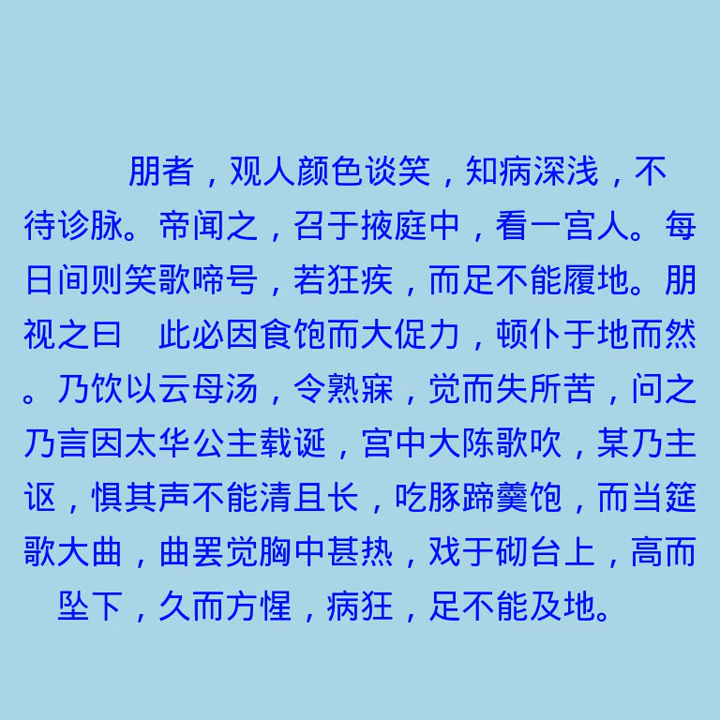 朋者，观人颜色谈笑，知病深浅，不
待诊脉。帝闻之，召于掖庭中，看一宫人。每
日间则笑歌啼号，若狂疾，而足不能履地。朋
视之曰　此必因食饱而大促力，顿仆于地而然
。乃饮以云母汤，令熟寐，觉而失所苦，问之
乃言因太华公主载诞，宫中大陈歌吹，某乃主
讴，惧其声不能清且长，吃豚蹄羹饱，而当筵
歌大曲，曲罢觉胸中甚热，戏于砌台上，高而
坠下，久而方惺，病狂，足不能及地。